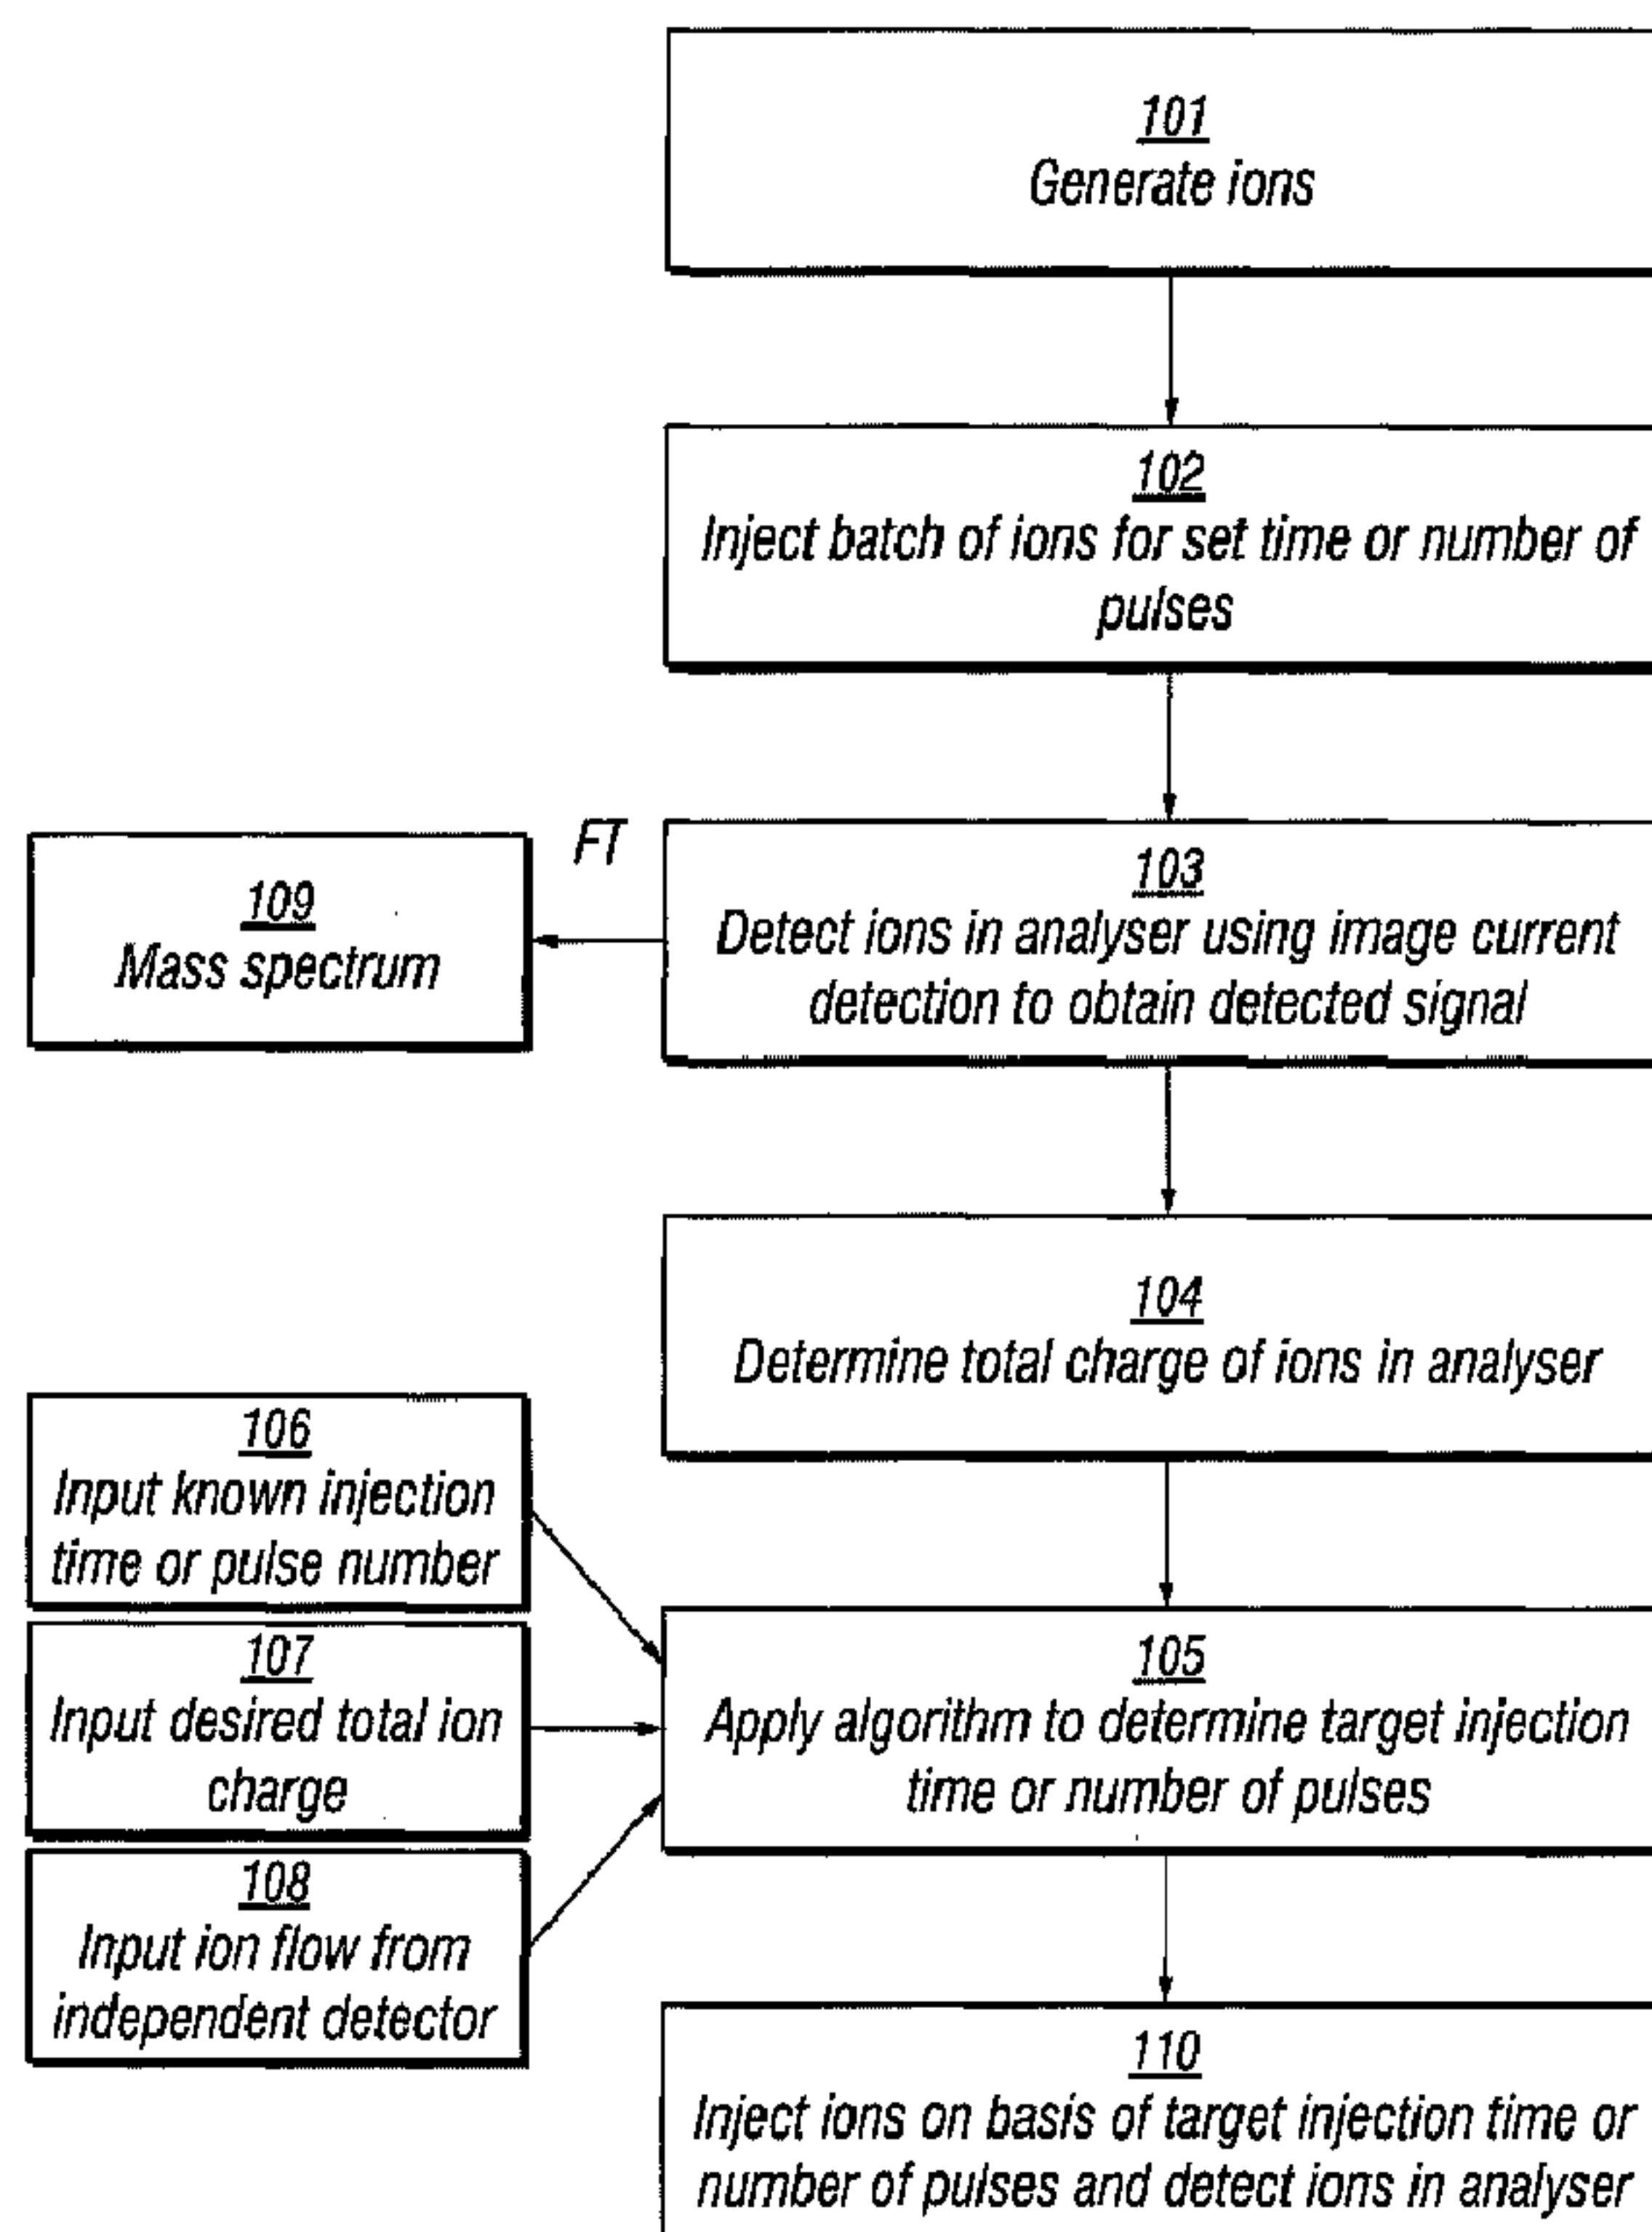 101
Generate ions
102
Inject batch of ions for set time or number of
pulses
FT
103
Detect ions in analyser using image current
detection to obtain detected signal
109
Mass spectrum
104
Determine total charge of ions in analyser
106
Input known injection
time or pulse number
107
Input desired total ion
charge
108
Input ion flow from
independent detector
105
Apply algorithm to determine target injection
time or number of pulses
110
Inject ions on basis of target injection time or
number of pulses and detect ions in analyser